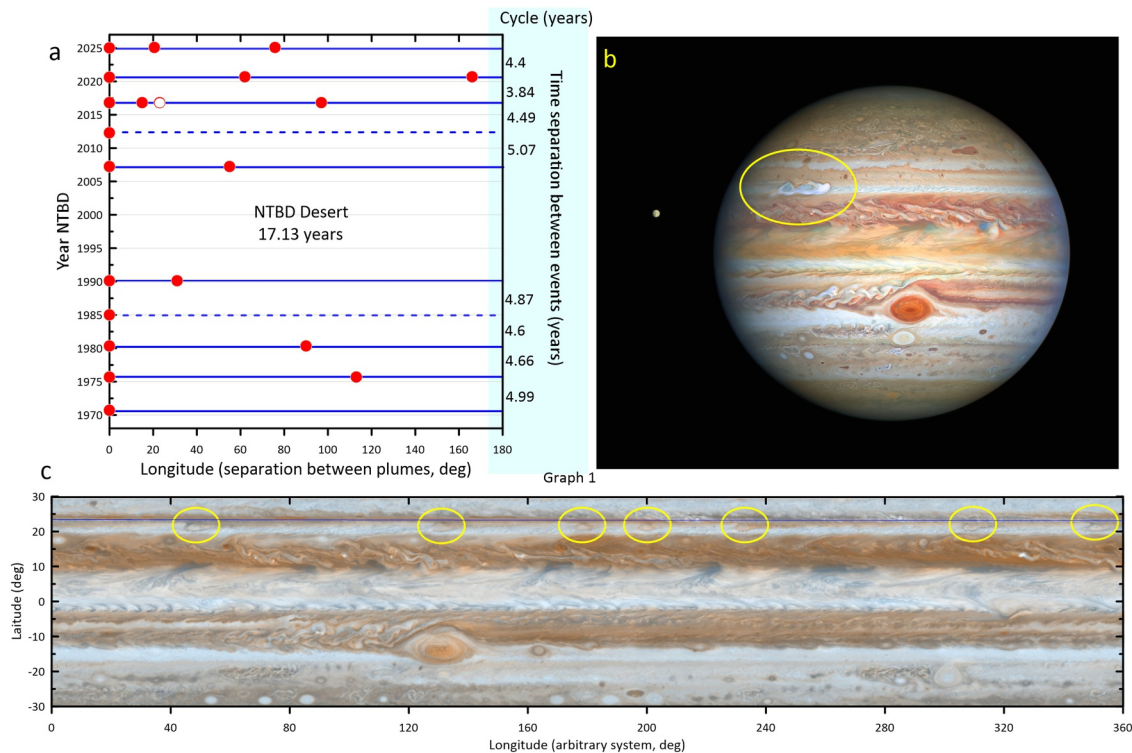 Cycle (years)
a
2025
2020
2015
2010
2005
2000
1995
1990
1985
1980
1975
1970
Year NTBD
NTBD Desert
17.13 years
4.4
3.84
4.49
5.07
4.87
4.6
4.66
4.99
Time separation between events (years)
0 20 40 60 80 100 120 140 160 180
Longitude (separation between plumes, deg)
b
Graph 1
c
30
20
10
0
-10
-20
-30
Laitude (deg)
0 40 80 120 160 200 240 280 320 360
Longitude (arbitrary system, deg)